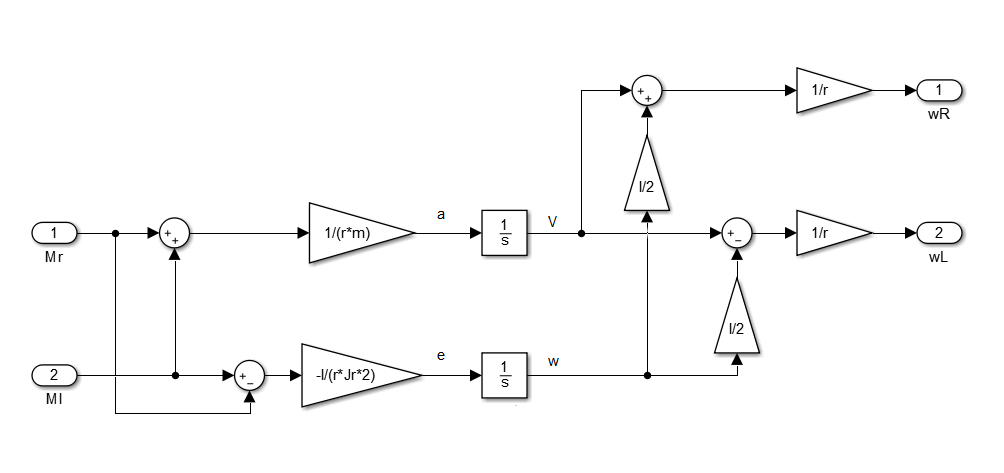 +
+
1/r
1
wR
l/2
a
V
1
Mr
+
+
1/(r*m)
1
s
+
−
1/r
2
wL
l/2
e
w
2
Ml
+
−
-l/(r*Jr*2)
1
s